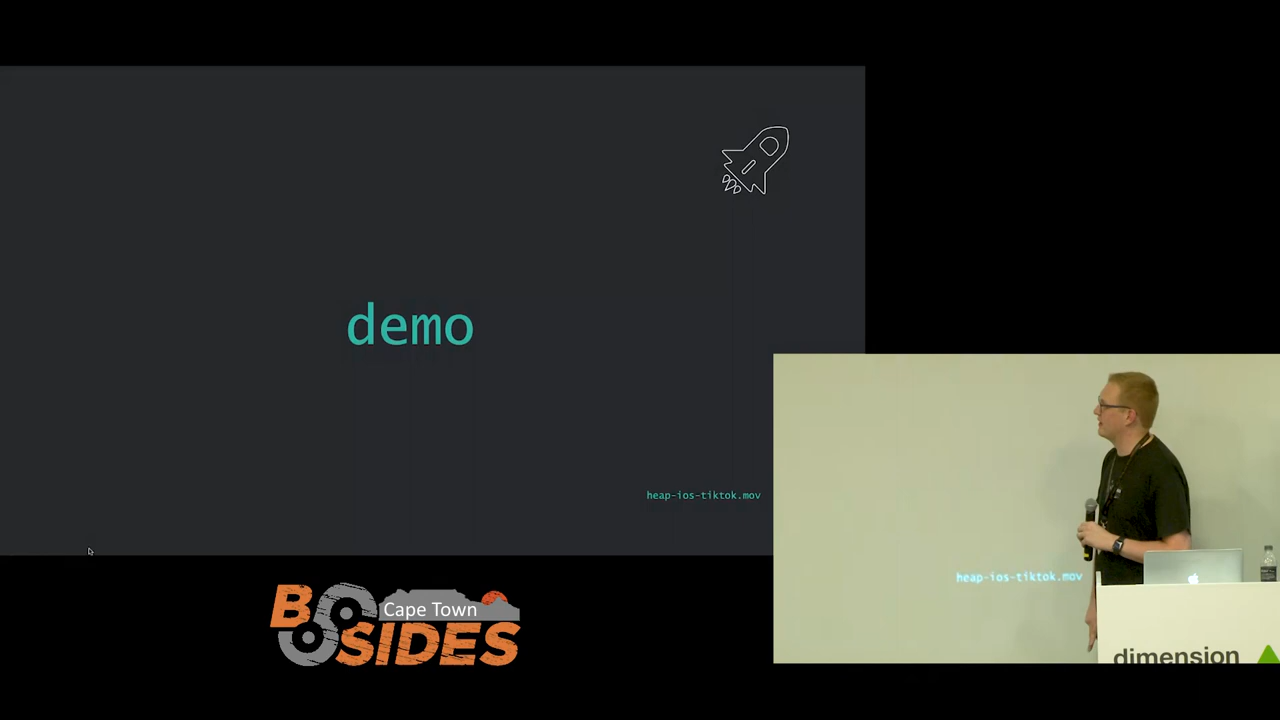 demo
heap-ios-tiktok.mov
heap-ios-tiktok.mov
BSIDES
Cape Town
dimension